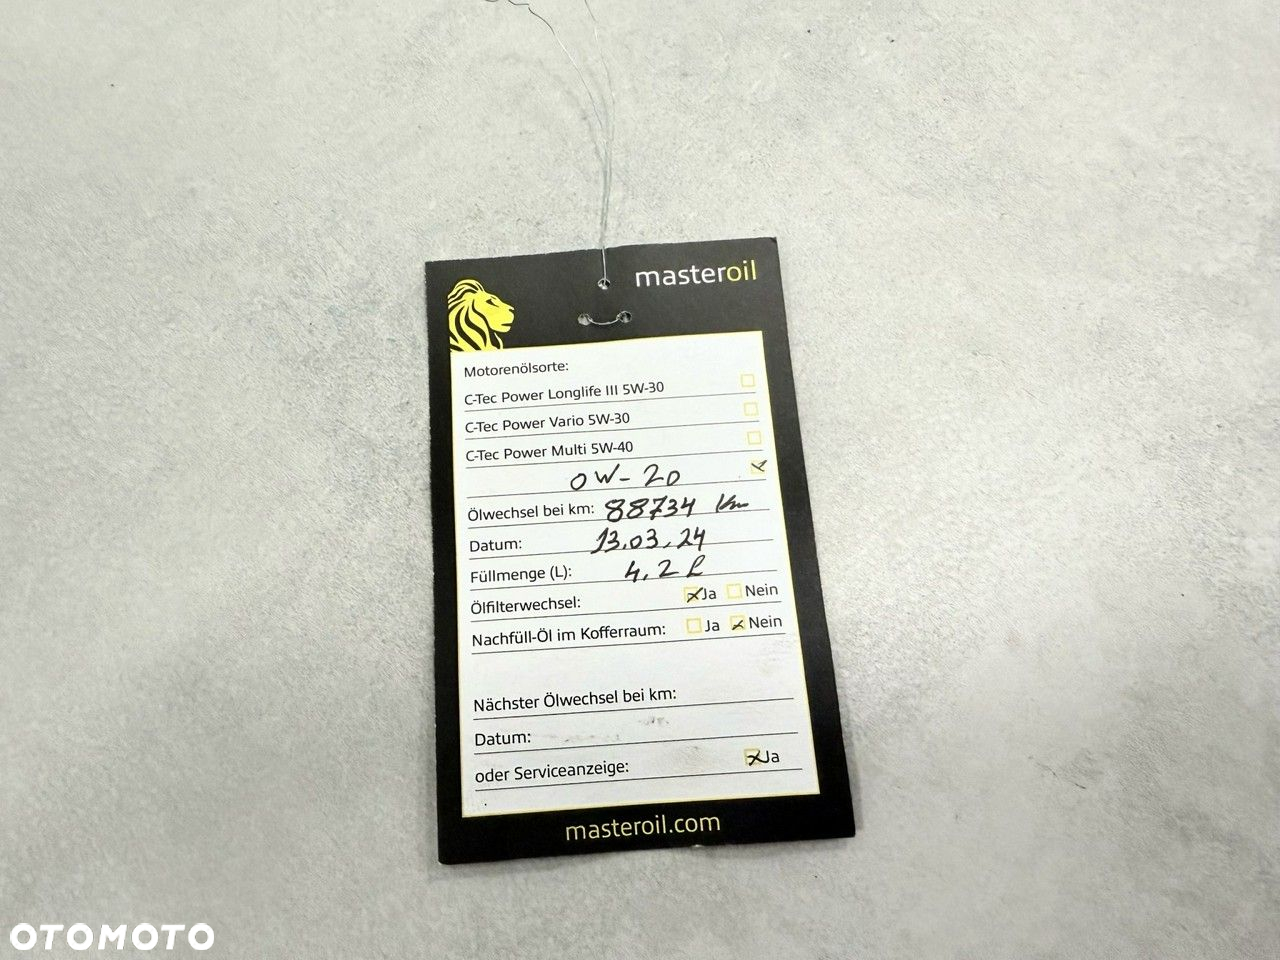 masteroil
Motorenölsorte:
C-Tec Power Longlife III 5W-30
C-Tec Power Vario 5W-30
C-Tec Power Multi 5W-40
0W-20
Ölwechsel bei km: 88734 Km
Datum: 13.03.24
Füllmenge (L): 4,2 l
Ölfilterwechsel: Ja Nein
Nachfüll-Öl im Kofferraum: Ja Nein
Nächster Ölwechsel bei km:
Datum:
oder Serviceanzeige: Ja
masteroil.com
OTOMOTO